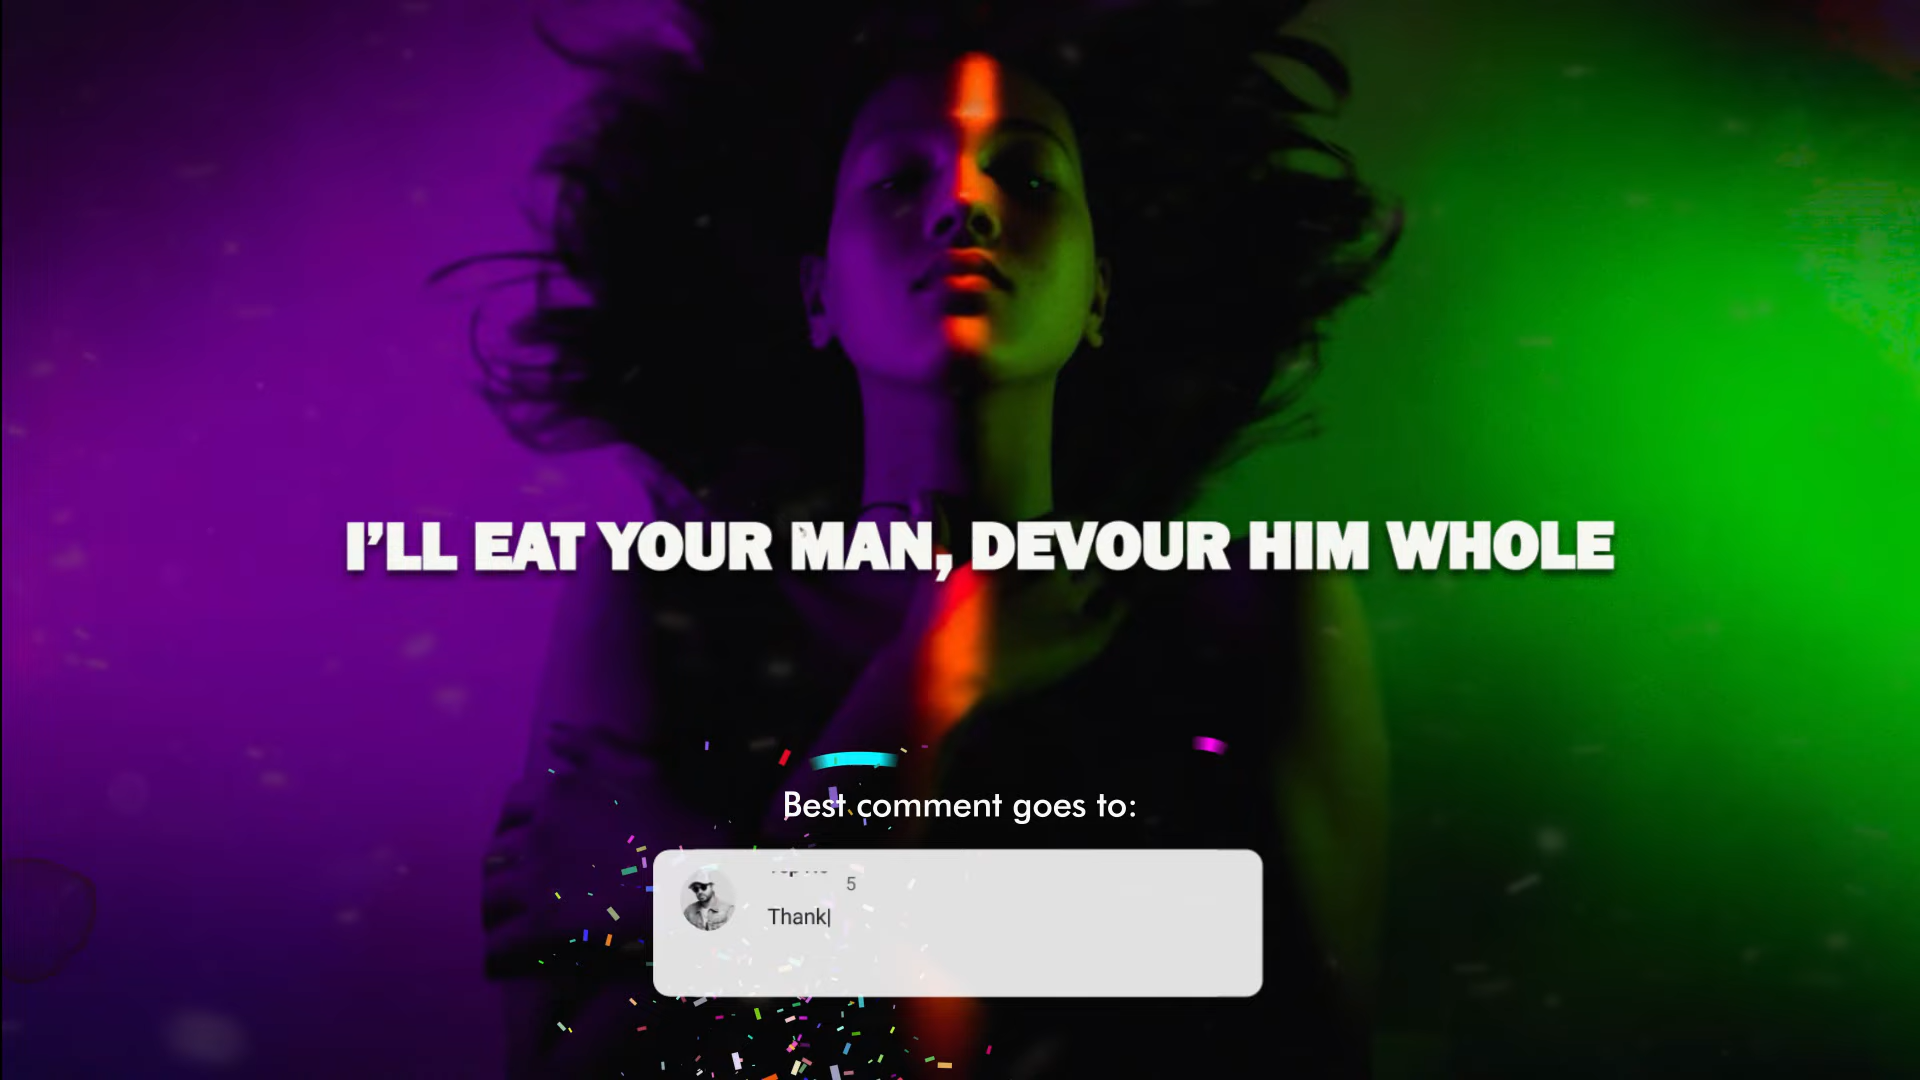 I'LL EAT YOUR MAN, DEVOUR HIM WHOLE
Best comment goes to:
5
Thank